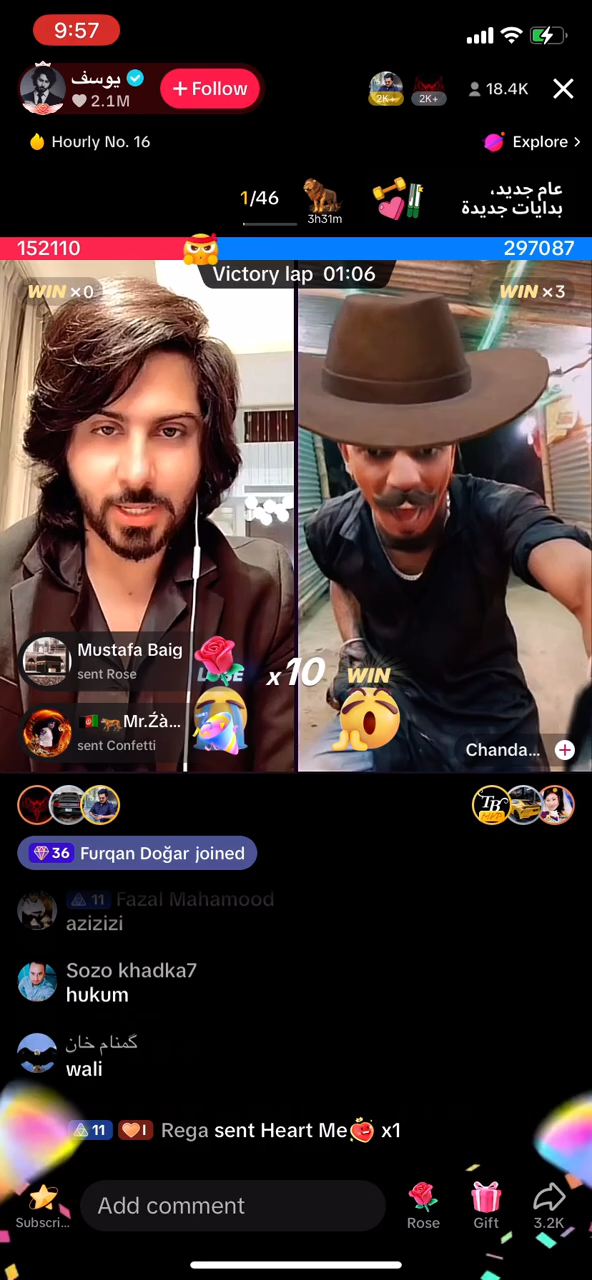 9:57
يوسف
2.1M
+ Follow
2K+
2K+
18.4K
Hourly No. 16
Explore >
1/46
3h31m
عام جديد،
بدايات جديدة
152110
297087
Victory lap 01:06
WIN ×0
WIN ×3
Mustafa Baig
sent Rose
x10
WIN
🇦🇫🐅Mr.Źà...
sent Confetti
Chanda...
36 Furqan Doğar joined
11 Fazal Mahamood
azizizi
Sozo khadka7
hukum
گمنام خان
wali
11 I Rega sent Heart Me x1
Subscri...
Add comment
Rose
Gift
3.2K